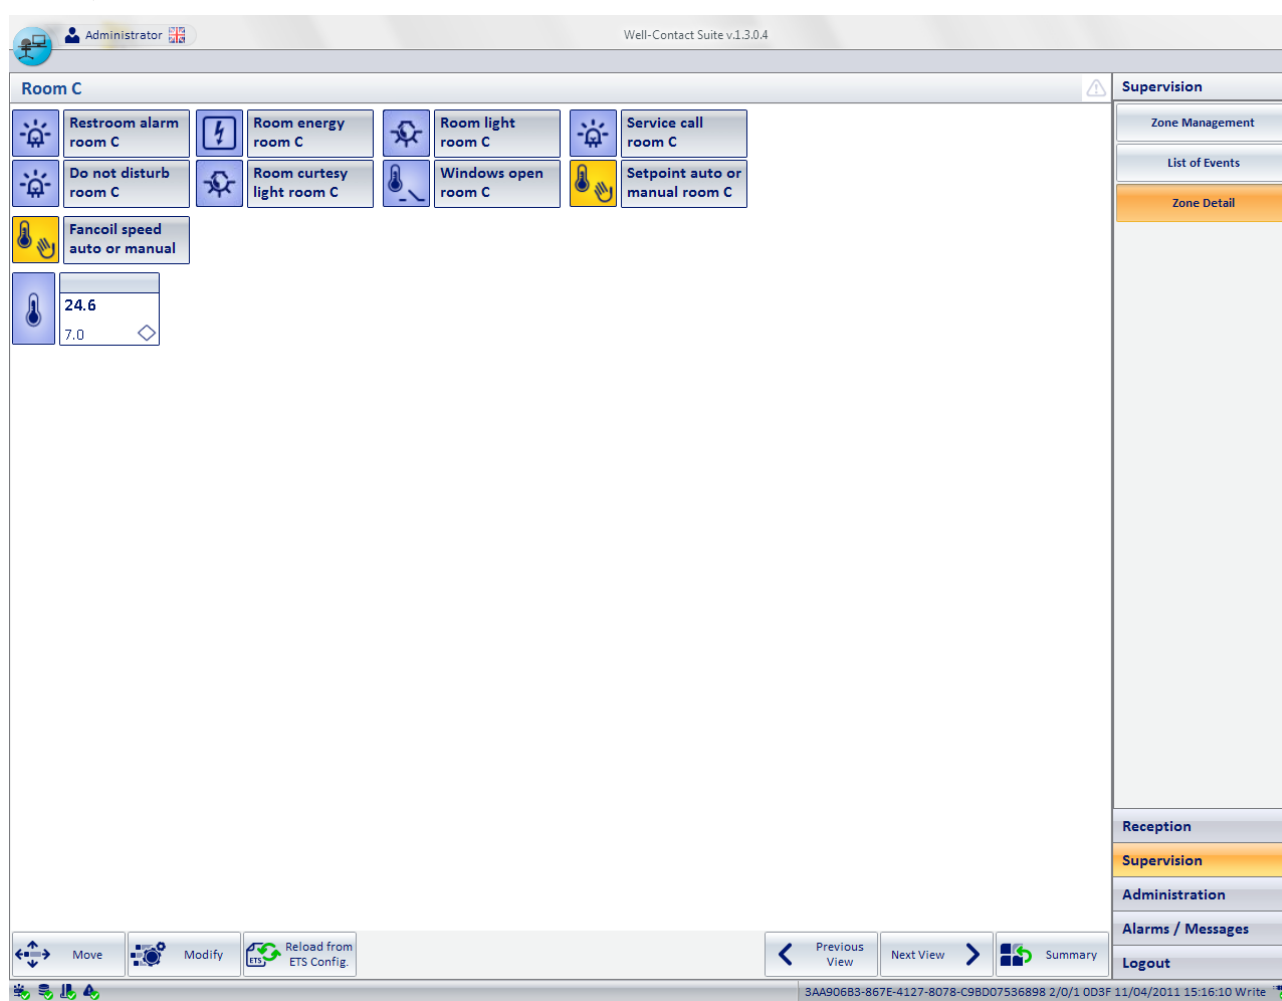 Administrator
Well-Contact Suite v.1.3.0.4
Room C
Restroom alarm
room C
Room energy
room C
Room light
room C
Service call
room C
Do not disturb
room C
Room curtesy
light room C
Windows open
room C
Setpoint auto or
manual room C
Fancoil speed
auto or manual
24.6
7.0
Supervision
Zone Management
List of Events
Zone Detail
Reception
Supervision
Administration
Alarms / Messages
Logout
Move
Modify
ETS
Reload from
ETS Config.
Previous
View
Next View
Summary
3AA906B3-867E-4127-8078-C9BD07536898 2/0/1 0D3F 11/04/2011 15:16:10 Write